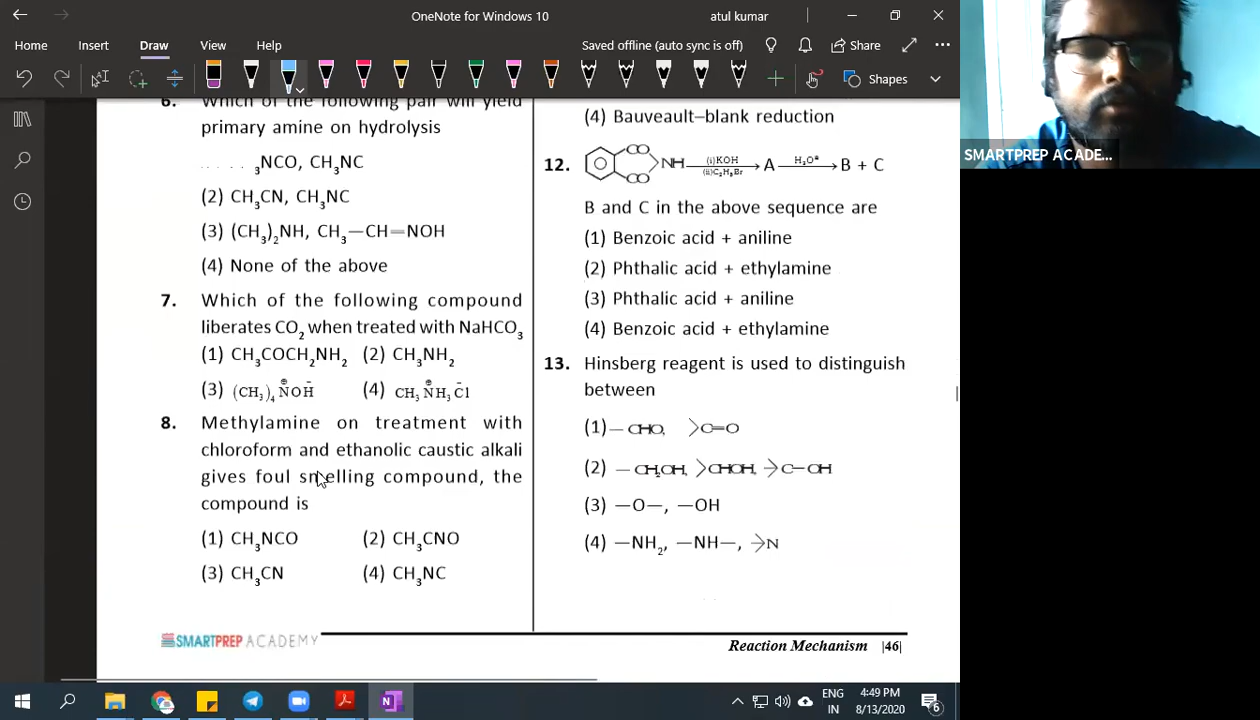 OneNote for Windows 10
atul kumar
Home Insert Draw View Help
Saved offline (auto sync is off)
Share
Shapes
6. Which of the following pair will yield
primary amine on hydrolysis
₃NCO, CH₃NC
(2) CH₃CN, CH₃NC
(3) (CH₃)₂NH, CH₃—CH=NOH
(4) None of the above
7. Which of the following compound
liberates CO₂ when treated with NaHCO₃
(1) CH₃COCH₂NH₂ (2) CH₃NH₂
(3) (CH₃)₄N⊕OH⁻ (4) CH₃N⊕H₃Cl⁻
8. Methylamine on treatment with
chloroform and ethanolic caustic alkali
gives foul smelling compound, the
compound is
(1) CH₃NCO (2) CH₃CNO
(3) CH₃CN (4) CH₃NC
(4) Bauveault–blank reduction
12. CO CO NH (i)KOH (ii)C₂H₅Br A H₃O⊕ B + C
B and C in the above sequence are
(1) Benzoic acid + aniline
(2) Phthalic acid + ethylamine
(3) Phthalic acid + aniline
(4) Benzoic acid + ethylamine
13. Hinsberg reagent is used to distinguish
between
(1) —CHO, >C=O
(2) —CH₂OH, >CHOH, >C—OH
(3) —O—, —OH
(4) —NH₂, —NH—, >N
SMARTPREP ACADEMY
Reaction Mechanism |46|
SMARTPREP ACADE...
ENG
IN
4:49 PM
8/13/2020
6